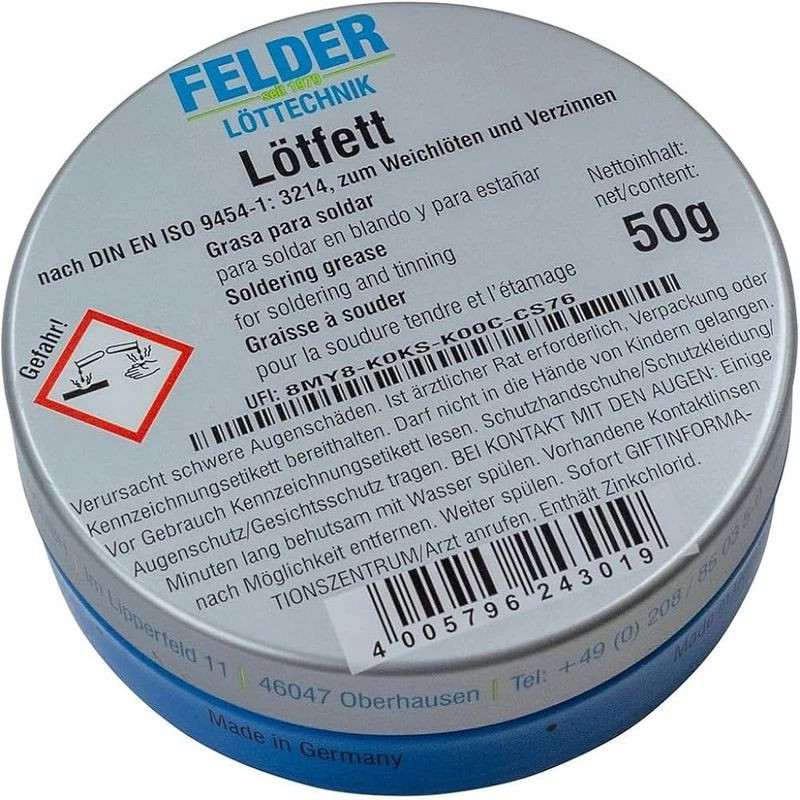 FELDER
seit 1979
LÖTTECHNIK
Lötfett
nach DIN EN ISO 9454-1: 3214, zum Weichlöten und Verzinnen
Grasa para soldar
para soldar en blando y para estañar
Soldering grease
for soldering and tinning
Graisse à souder
pour la soudure tendre et l'étamage
Nettoinhalt:
net/content:
50g
Gefahr!
UFI: 8MY8-K0KS-K00C-CS76
Verursacht schwere Augenschäden. Ist ärztlicher Rat erforderlich, Verpackung oder
Kennzeichnungsetikett bereithalten. Darf nicht in die Hände von Kindern gelangen.
Vor Gebrauch Kennzeichnungsetikett lesen. Schutzhandschuhe/Schutzkleidung/
Augenschutz/Gesichtsschutz tragen. BEI KONTAKT MIT DEN AUGEN: Einige
Minuten lang behutsam mit Wasser spülen. Vorhandene Kontaktlinsen
nach Möglichkeit entfernen. Weiter spülen. Sofort GIFTINFORMA-
TIONSZENTRUM/Arzt anrufen. Enthält Zinkchlorid.
4 005796 243019
Im Lipperfeld 11 | 46047 Oberhausen | Tel: +49 (0) 208 / 85 03 5-0
Made in Germany
Made in